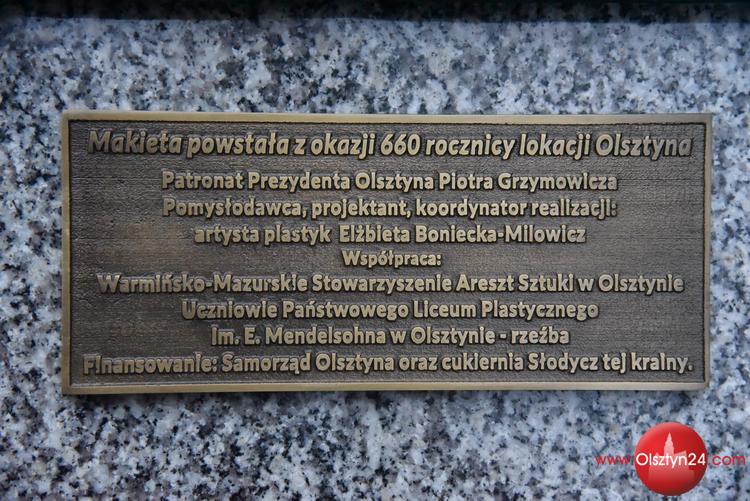 Makieta powstała z okazji 660 rocznicy lokacji Olsztyna
Patronat Prezydenta Olsztyna Piotra Grzymowicza
Pomysłodawca, projektant, koordynator realizacji:
artysta plastyk Elżbieta Boniecka-Milowicz
Współpraca:
Warmińsko-Mazurskie Stowarzyszenie Areszt Sztuki w Olsztynie
Uczniowie Państwowego Liceum Plastycznego
im. E. Mendelsohna w Olsztynie - rzeźba
Finansowanie: Samorząd Olsztyna oraz cukiernia Słodycz tej krainy.
www.Olsztyn24.com